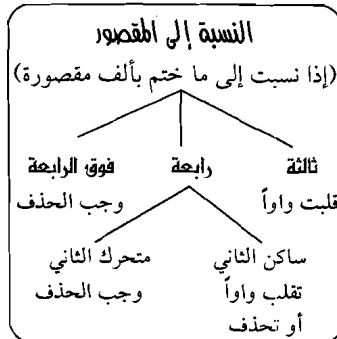 النسبة إلى المقصور
(إذا نسبت إلى ما ختم بألف مقصورة)
ثالثة رابعة فوق الرابعة
قلبت واواً وجب الحذف
ساكن الثاني متحرك الثاني
تقلب واواً وجب الحذف
أو تحذف